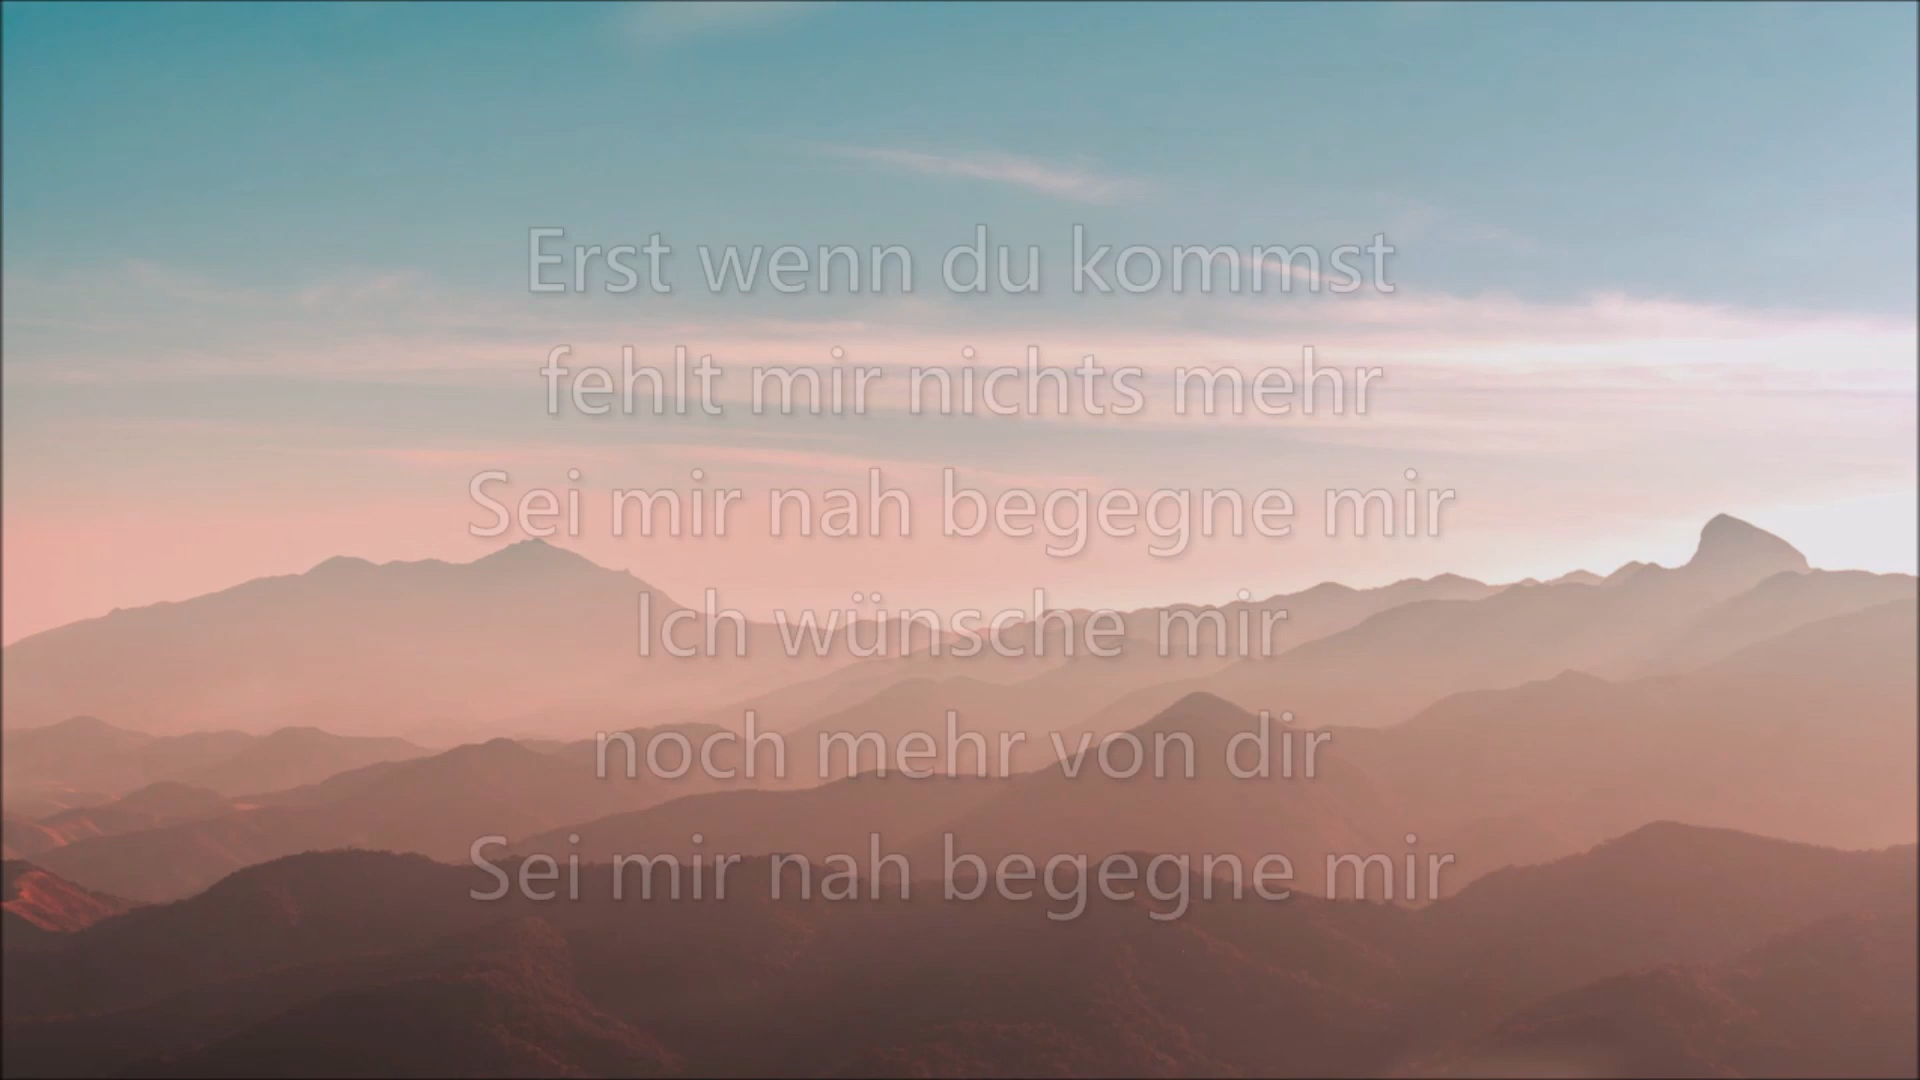 Erst wenn du kommst
fehlt mir nichts mehr
Sei mir nah begegne mir
Ich wünsche mir
noch mehr von dir
Sei mir nah begegne mir